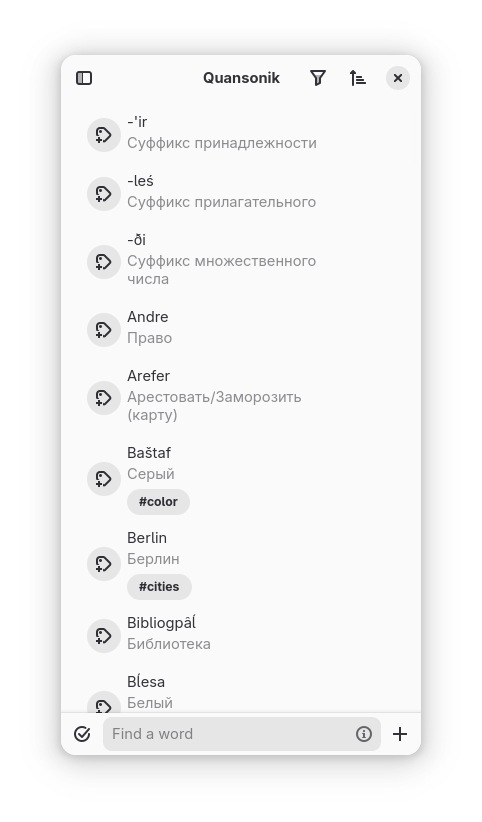 Quansonik
-'ir
Суффикс принадлежности
-leś
Суффикс прилагательного
-ði
Суффикс множественного
числа
Andre
Право
Arefer
Арестовать/Заморозить
(карту)
Baštaf
Серый
#color
Berlin
Берлин
#cities
Bibliogpâĺ
Библиотека
Bĺesa
Белый
Find a word